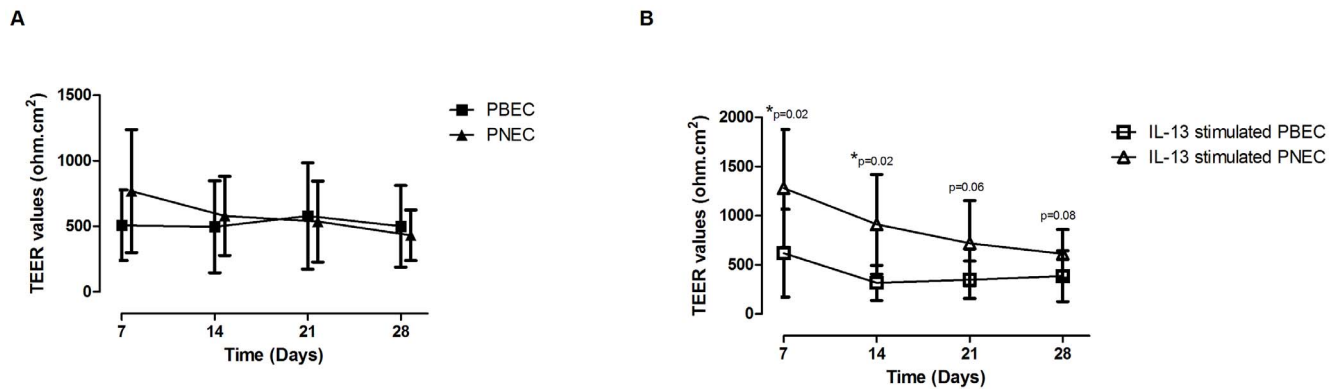 A
TEER values (ohm.cm²)
1500
1000
500
0
7 14 21 28
Time (Days)
PBEC
PNEC
B
TEER values (ohm.cm²)
2000
1500
1000
500
0
*p=0.02
*p=0.02
p=0.06
p=0.08
7 14 21 28
Time (Days)
IL-13 stimulated PBEC
IL-13 stimulated PNEC